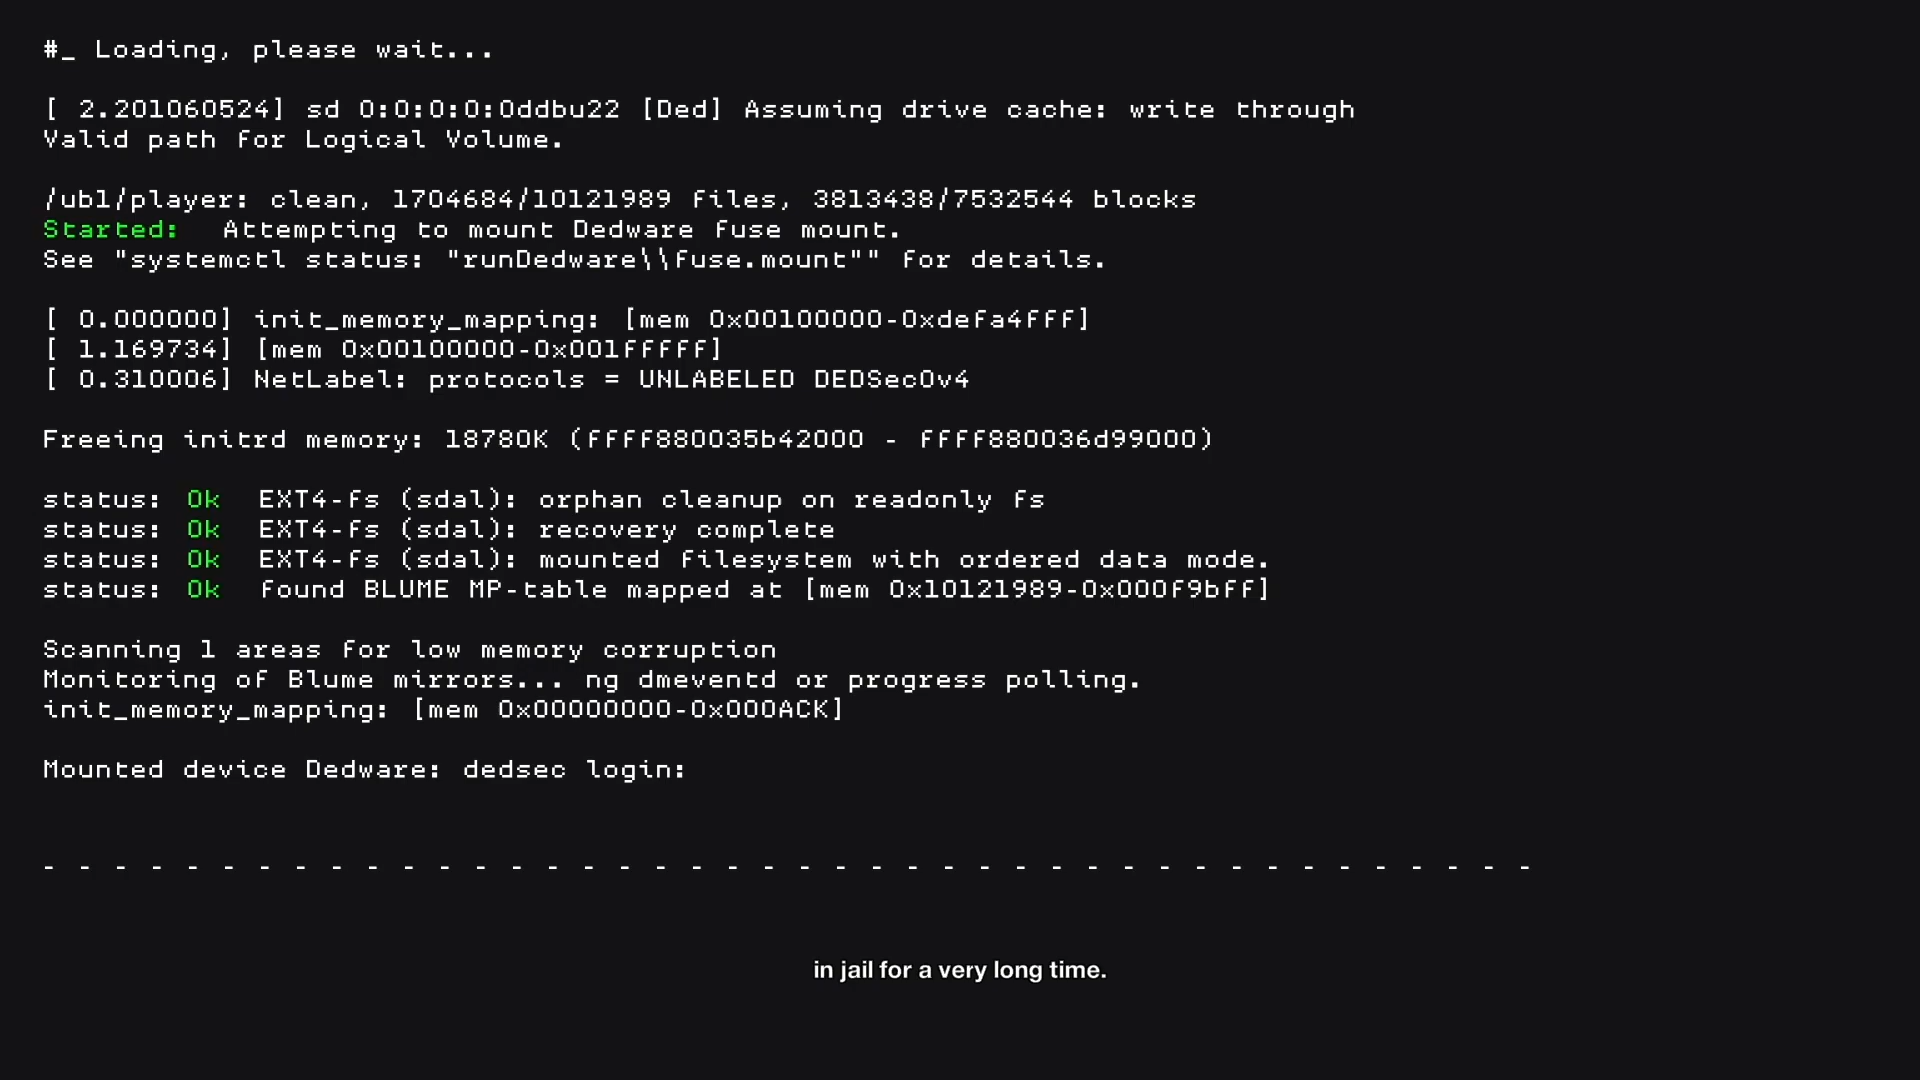 #_ Loading, please wait...
[ 2.201060524] sd 0:0:0:0:0ddbu22 [Ded] Assuming drive cache: write through
Valid path for Logical Volume.
/ubl/player: clean, 1704684/10121989 files, 3813438/7532544 blocks
Started: Attempting to mount Dedware fuse mount.
See "systemctl status: "runDedware\\fuse.mount"" for details.
[ 0.000000] init_memory_mapping: [mem 0x00100000-0xdefa4fff]
[ 1.169734] [mem 0x00100000-0x001fffff]
[ 0.310006] NetLabel: protocols = UNLABELED DEDSecOv4
Freeing initrd memory: 18780K (ffff880035b42000 - ffff880036d99000)
status: Ok EXT4-fs (sdal): orphan cleanup on readonly fs
status: Ok EXT4-fs (sdal): recovery complete
status: Ok EXT4-fs (sdal): mounted filesystem with ordered data mode.
status: Ok found BLUME MP-table mapped at [mem 0x10121989-0x000f9bff]
Scanning 1 areas for low memory corruption
Monitoring of Blume mirrors... ng dmeventd or progress polling.
init_memory_mapping: [mem 0x00000000-0x000ACK]
Mounted device Dedware: dedsec login:
- - - - - - - - - - - - - - - - - - - - - - - - - - - - - - - - - - - - - - - - - -
in jail for a very long time.